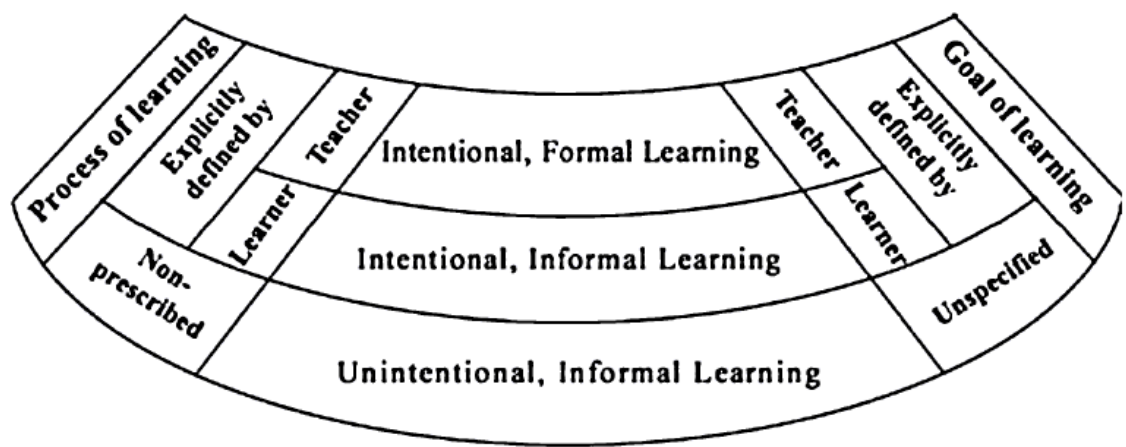 Process of learning
Explicitly
defined by
Teacher
Intentional, Formal Learning
Teacher
Explicitly
defined by
Goal of learning
Learner
Intentional, Informal Learning
Learner
Non-
prescribed
Unintentional, Informal Learning
Unspecified